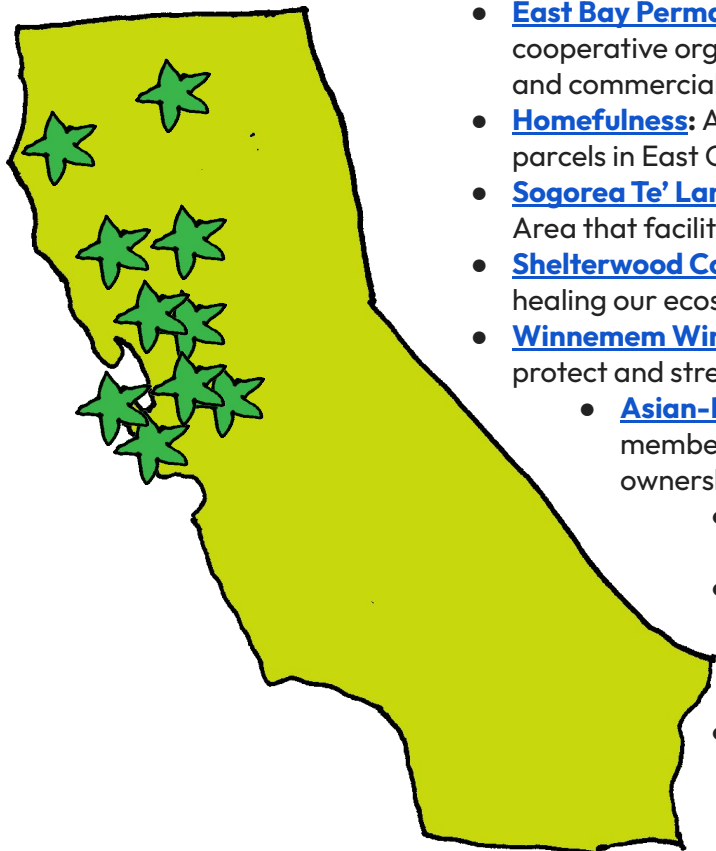 ● East Bay Perma
cooperative org
and commercia
● Homefulness: A
parcels in East
● Sogorea Te’ Lan
Area that facilit
● Shelterwood Co
healing our ecos
● Winnemem Win
protect and stre
● Asian-
membe
owners